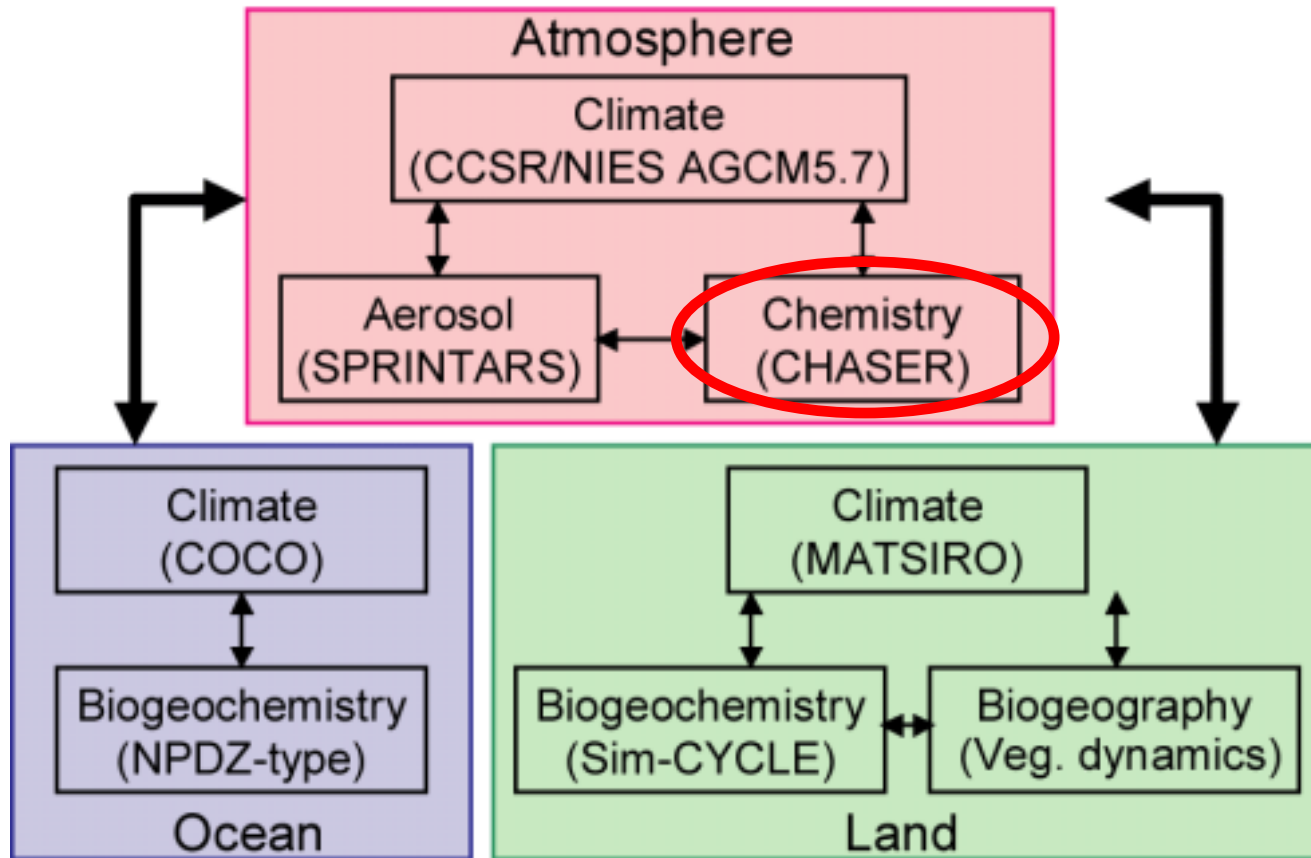 Atmosphere
Climate
(CCSR/NIES AGCM5.7)
Aerosol
(SPRINTARS)
Chemistry
(CHASER)
Climate
(COCO)
Biogeochemistry
(NPDZ-type)
Ocean
Climate
(MATSIRO)
Biogeochemistry
(Sim-CYCLE)
Biogeography
(Veg. dynamics)
Land